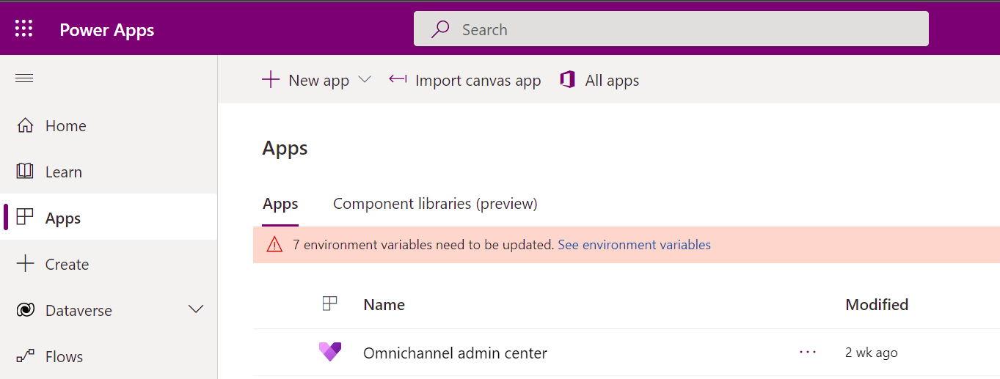 Power Apps
Search
New app
Import canvas app
All apps
Home
Learn
Apps
Create
Dataverse
Flows
Apps
Apps
Component libraries (preview)
7 environment variables need to be updated. See environment variables
Name
Modified
Omnichannel admin center
... 2 wk ago